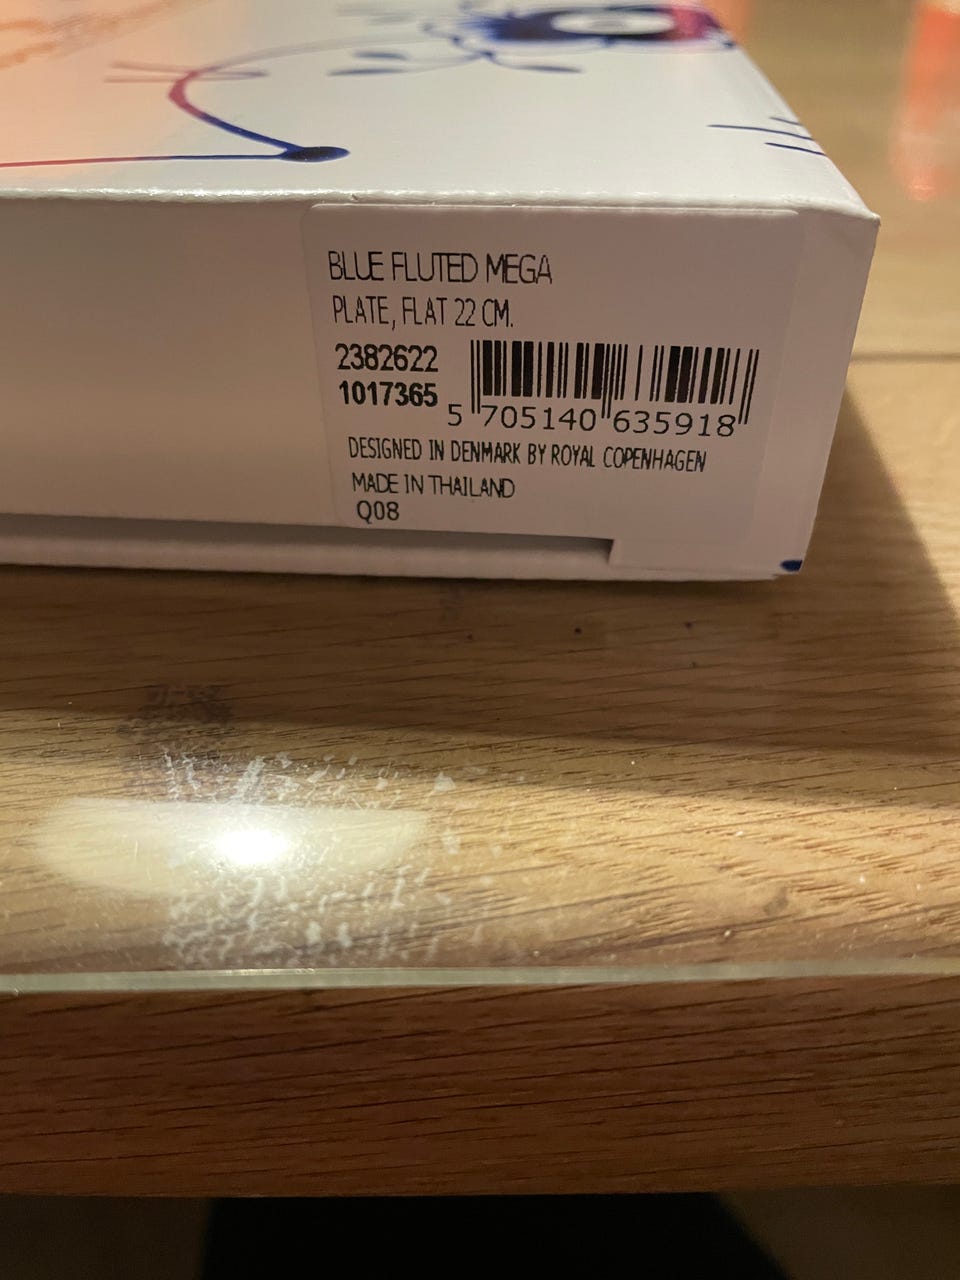 BLUE FLUTED MEGA
PLATE, FLAT 22 CM.
2382622
1017365
5 705140 635918
DESIGNED IN DENMARK BY ROYAL COPENHAGEN
MADE IN THAILAND
Q08